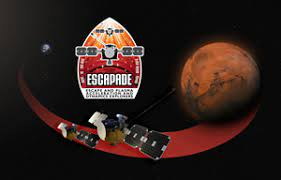 ESCAPADE
ESCAPE AND PLASMA
ACCELERATION AND
DYNAMICS EXPLORERS